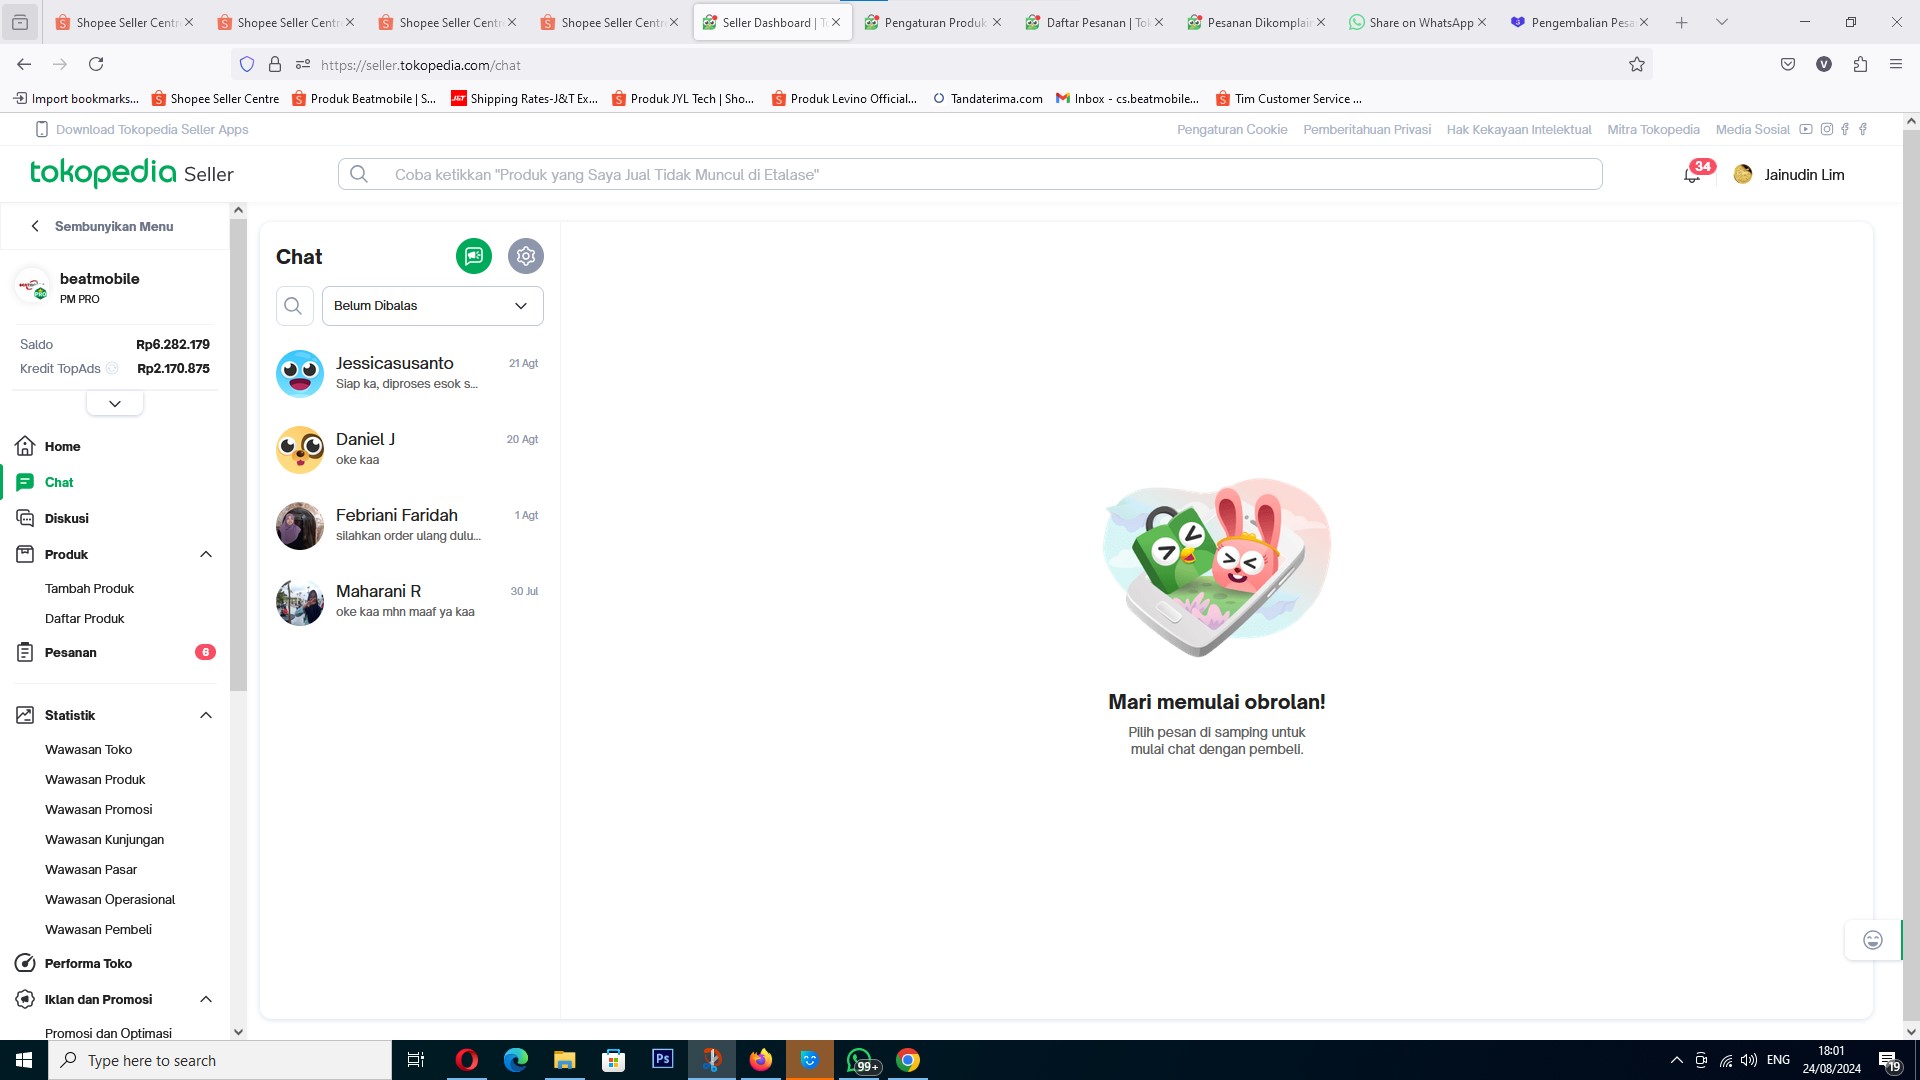 Shopee Seller Centr
Shopee Seller Centr
Shopee Seller Centr
Shopee Seller Centr
Seller Dashboard | T
Pengaturan Produk
Daftar Pesanan | Tok
Pesanan Dikomplain
Share on WhatsApp
Pengembalian Pesa
https://seller.tokopedia.com/chat
V
Import bookmarks...
Shopee Seller Centre
Produk Beatmobile | S...
Shipping Rates-J&T Ex...
Produk JYL Tech | Sho...
Produk Levino Official...
Tandaterima.com
Inbox - cs.beatmobile...
Tim Customer Service ...
Download Tokopedia Seller Apps
Pengaturan Cookie
Pemberitahuan Privasi
Hak Kekayaan Intelektual
Mitra Tokopedia
Media Sosial
tokopedia Seller
Coba ketikkan "Produk yang Saya Jual Tidak Muncul di Etalase"
34
Jainudin Lim
Sembunyikan Menu
beatmobile
PM PRO
Saldo
Rp6.282.179
Kredit TopAds
Rp2.170.875
Home
Chat
Diskusi
Produk
Tambah Produk
Daftar Produk
Pesanan
6
Statistik
Wawasan Toko
Wawasan Produk
Wawasan Promosi
Wawasan Kunjungan
Wawasan Pasar
Wawasan Operasional
Wawasan Pembeli
Performa Toko
Iklan dan Promosi
Promosi dan Optimasi
Chat
Belum Dibalas
Jessicasusanto
21 Agt
Siap ka, diproses esok s...
Daniel J
20 Agt
oke kaa
Febriani Faridah
1 Agt
silahkan order ulang dulu...
Maharani R
30 Jul
oke kaa mhn maaf ya kaa
Mari memulai obrolan!
Pilih pesan di samping untuk
mulai chat dengan pembeli.
Type here to search
Ps
99+
ENG
18:01
24/08/2024
19